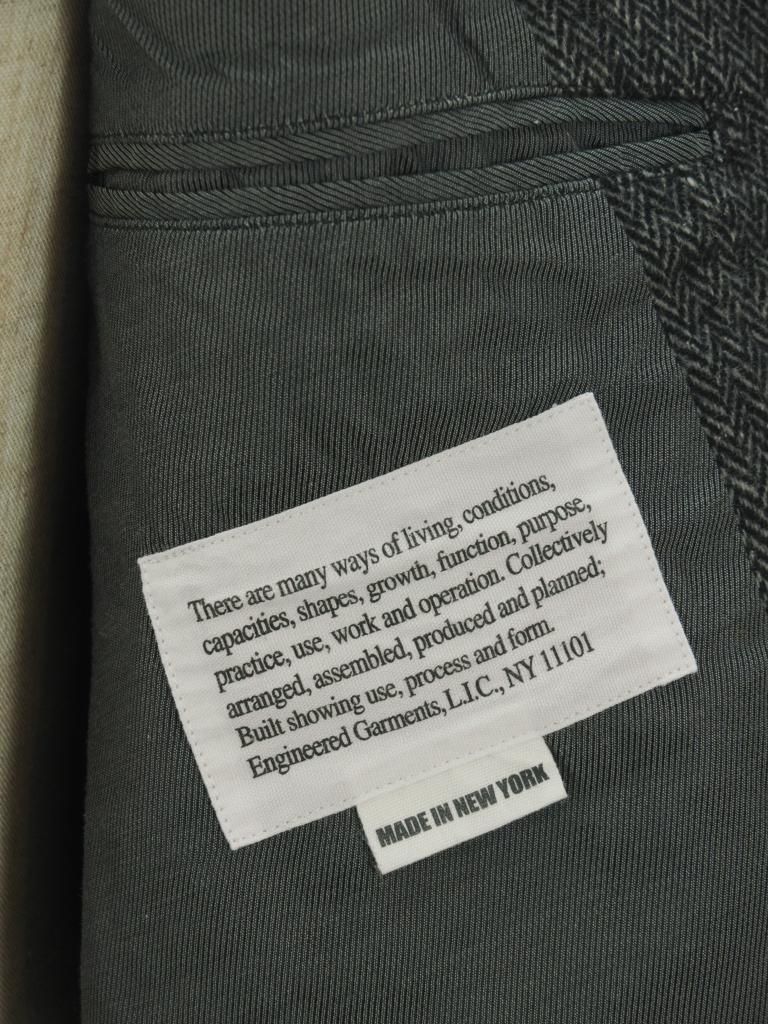 There are many ways of living, conditions,
capacities, shapes, growth, function, purpose,
practice, use, work and operation. Collectively
arranged, assembled, produced and planned;
Built showing use, process and form.
Engineered Garments, L.I.C., NY 11101
MADE IN NEW YORK